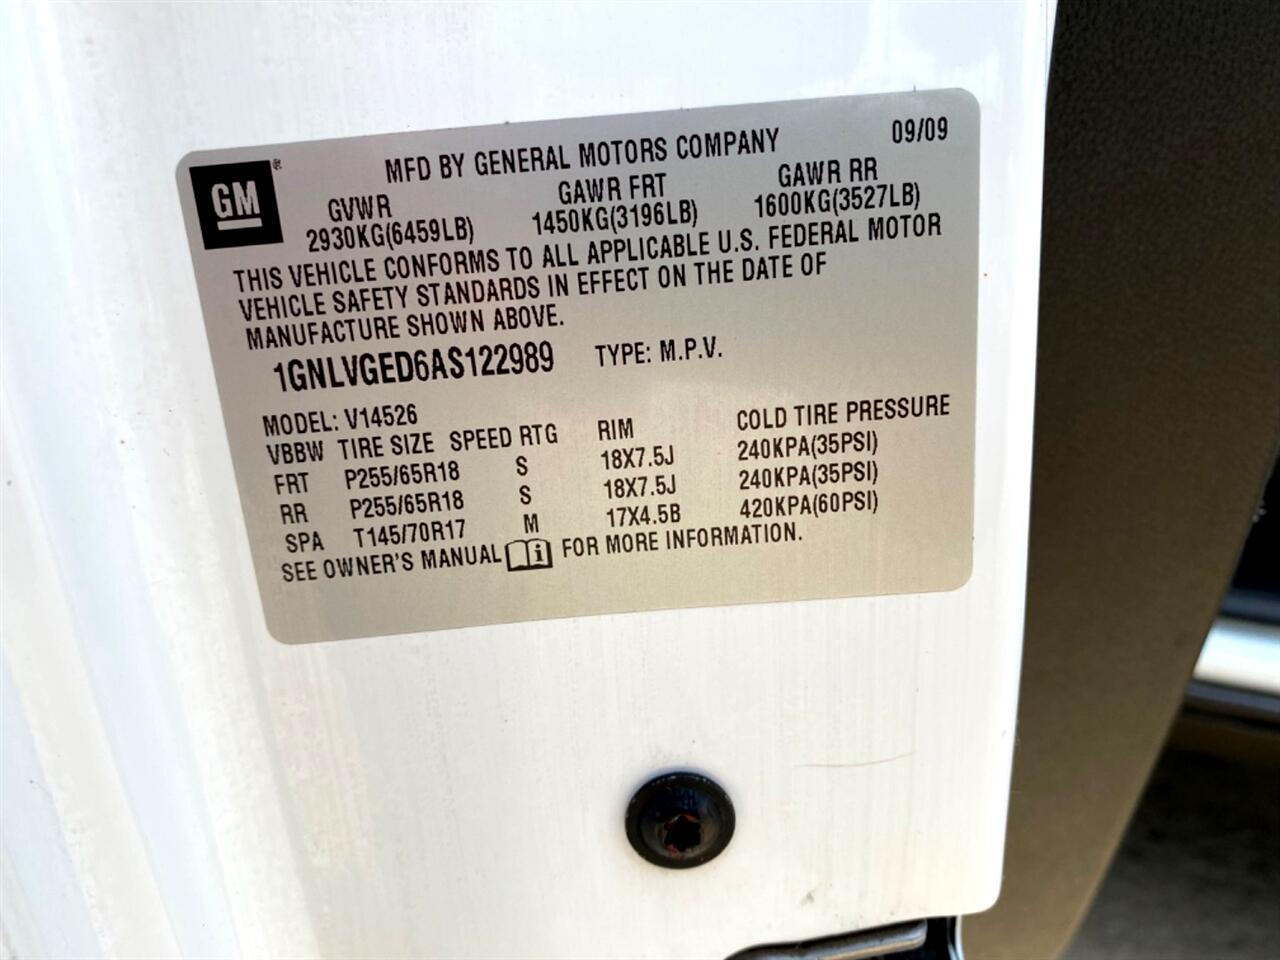 GM®
MFD BY GENERAL MOTORS COMPANY 09/09
GVWR GAWR FRT GAWR RR
2930KG(6459LB) 1450KG(3196LB) 1600KG(3527LB)
THIS VEHICLE CONFORMS TO ALL APPLICABLE U.S. FEDERAL MOTOR
VEHICLE SAFETY STANDARDS IN EFFECT ON THE DATE OF
MANUFACTURE SHOWN ABOVE.
1GNLVGED6AS122989 TYPE: M.P.V.
MODEL: V14526
VBBW TIRE SIZE SPEED RTG RIM COLD TIRE PRESSURE
FRT P255/65R18 S 18X7.5J 240KPA(35PSI)
RR P255/65R18 S 18X7.5J 240KPA(35PSI)
SPA T145/70R17 M 17X4.5B 420KPA(60PSI)
SEE OWNER'S MANUAL i FOR MORE INFORMATION.